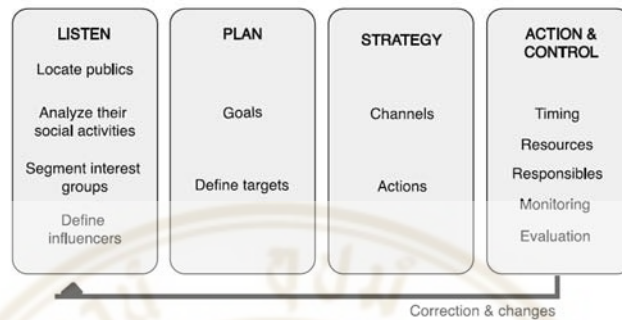 LISTEN
Locate publics
Analyze their
social activities
Segment interest
groups
Define
influencers
PLAN
Goals
Define targets
STRATEGY
Channels
Actions
ACTION &
CONTROL
Timing
Resources
Responsibles
Monitoring
Evaluation
Correction & changes